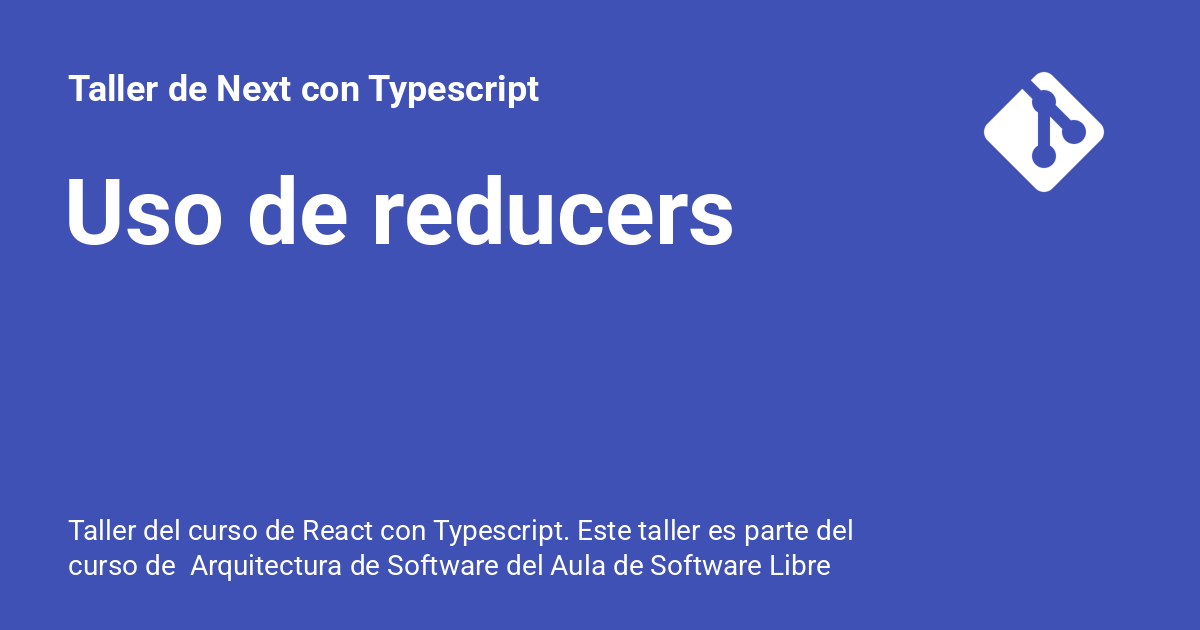 Taller de Next con Typescript
Uso de reducers
Taller del curso de React con Typescript. Este taller es parte del
curso de  Arquitectura de Software del Aula de Software Libre